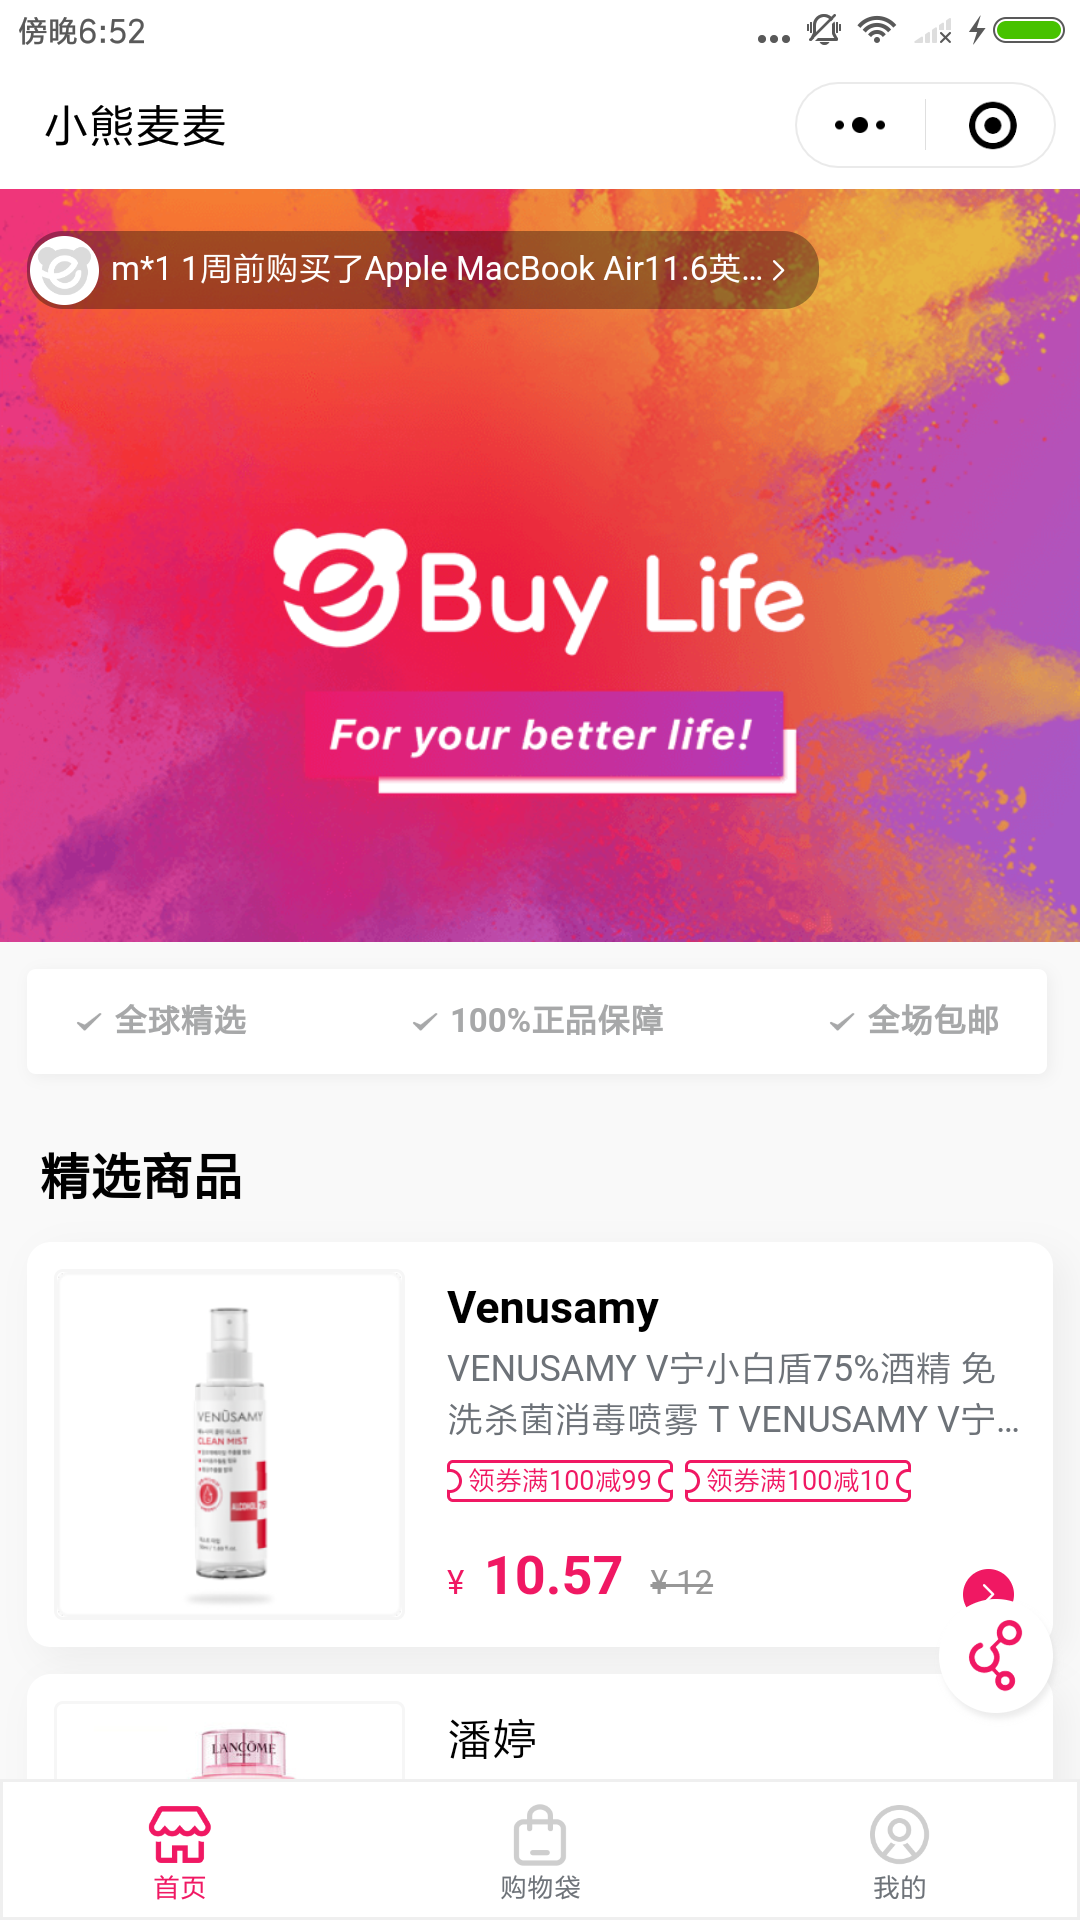 傍晚6:52
小熊麦麦
m*1 1周前购买了Apple MacBook Air11.6英...
Buy Life
For your better life!
全球精选
100%正品保障
全场包邮
精选商品
VENUSAMY
CLEAN MIST
Venusamy
VENUSAMY V宁小白盾75%酒精 免
洗杀菌消毒喷雾 T VENUSAMY V宁...
领券满100减99 领券满100减10
¥ 10.57 ¥ 12
LANCÔME
潘婷
首页
购物袋
我的